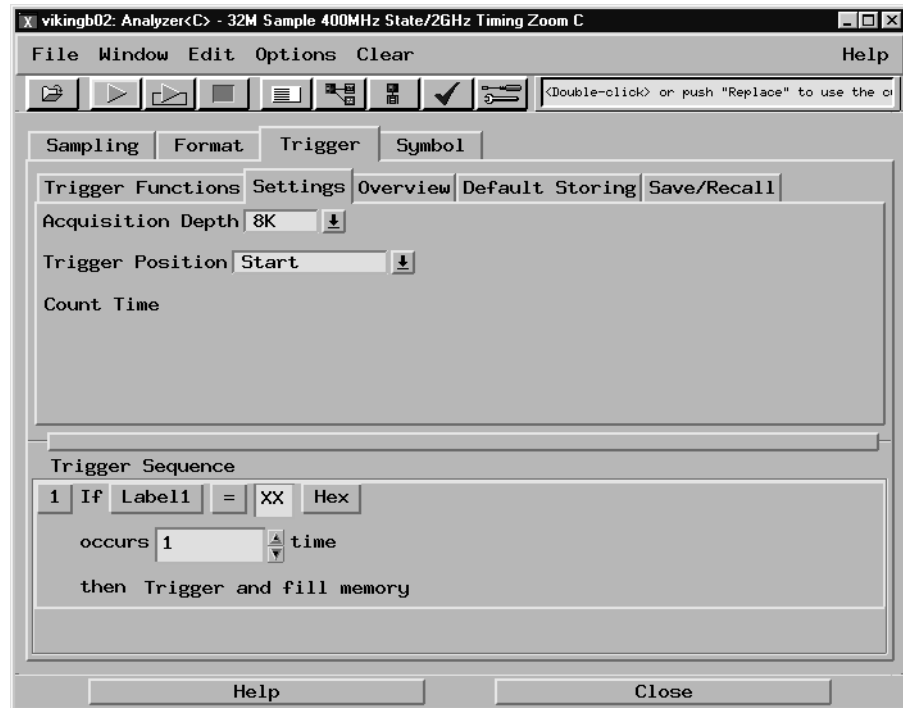 vikingb02: Analyzer<C> - 32M Sample 400MHz State/2GHz Timing Zoom C
File Window Edit Options Clear Help
<Double-click> or push "Replace" to use the
Sampling Format Trigger Symbol
Trigger Functions Settings Overview Default Storing Save/Recall
Acquisition Depth 8K
Trigger Position Start
Count Time
Trigger Sequence
1 If Label1 = XX Hex
occurs 1 time
then Trigger and fill memory
Help Close